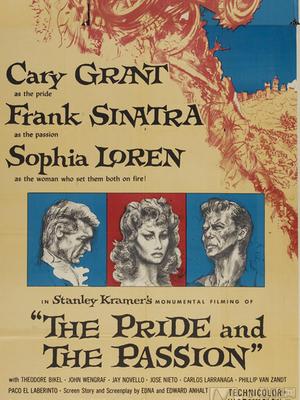 Cary GRANT
as the pride
Frank SINATRA
as the passion
Sophia LOREN
as the woman who set them both on fire!
IN Stanley Kramer's MONUMENTAL FILMING OF
"THE PRIDE and
THE PASSION"
with THEODORE BIKEL · JOHN WENGRAF · JAY NOVELLO · JOSE NIETO · CARLOS LARRANAGA · PHILLIP VAN ZANDT
PACO EL LABERINTO · Screen Story and Screenplay by EDNA and EDWARD ANHALT
TECHNICOLOR